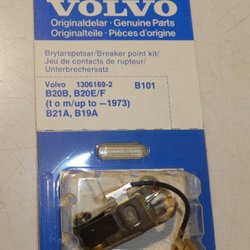 VOLVO
Originaldelar · Genuine Parts
Originalteile · Pièces d'origine
Brytarspetsar/Breaker point kit/
Jeu de contacts de rupteur/
Unterbrechersatz
Volvo 1306169-2 B101
B20B, B20E/F
(t o m/up to –1973)
B21A, B19A